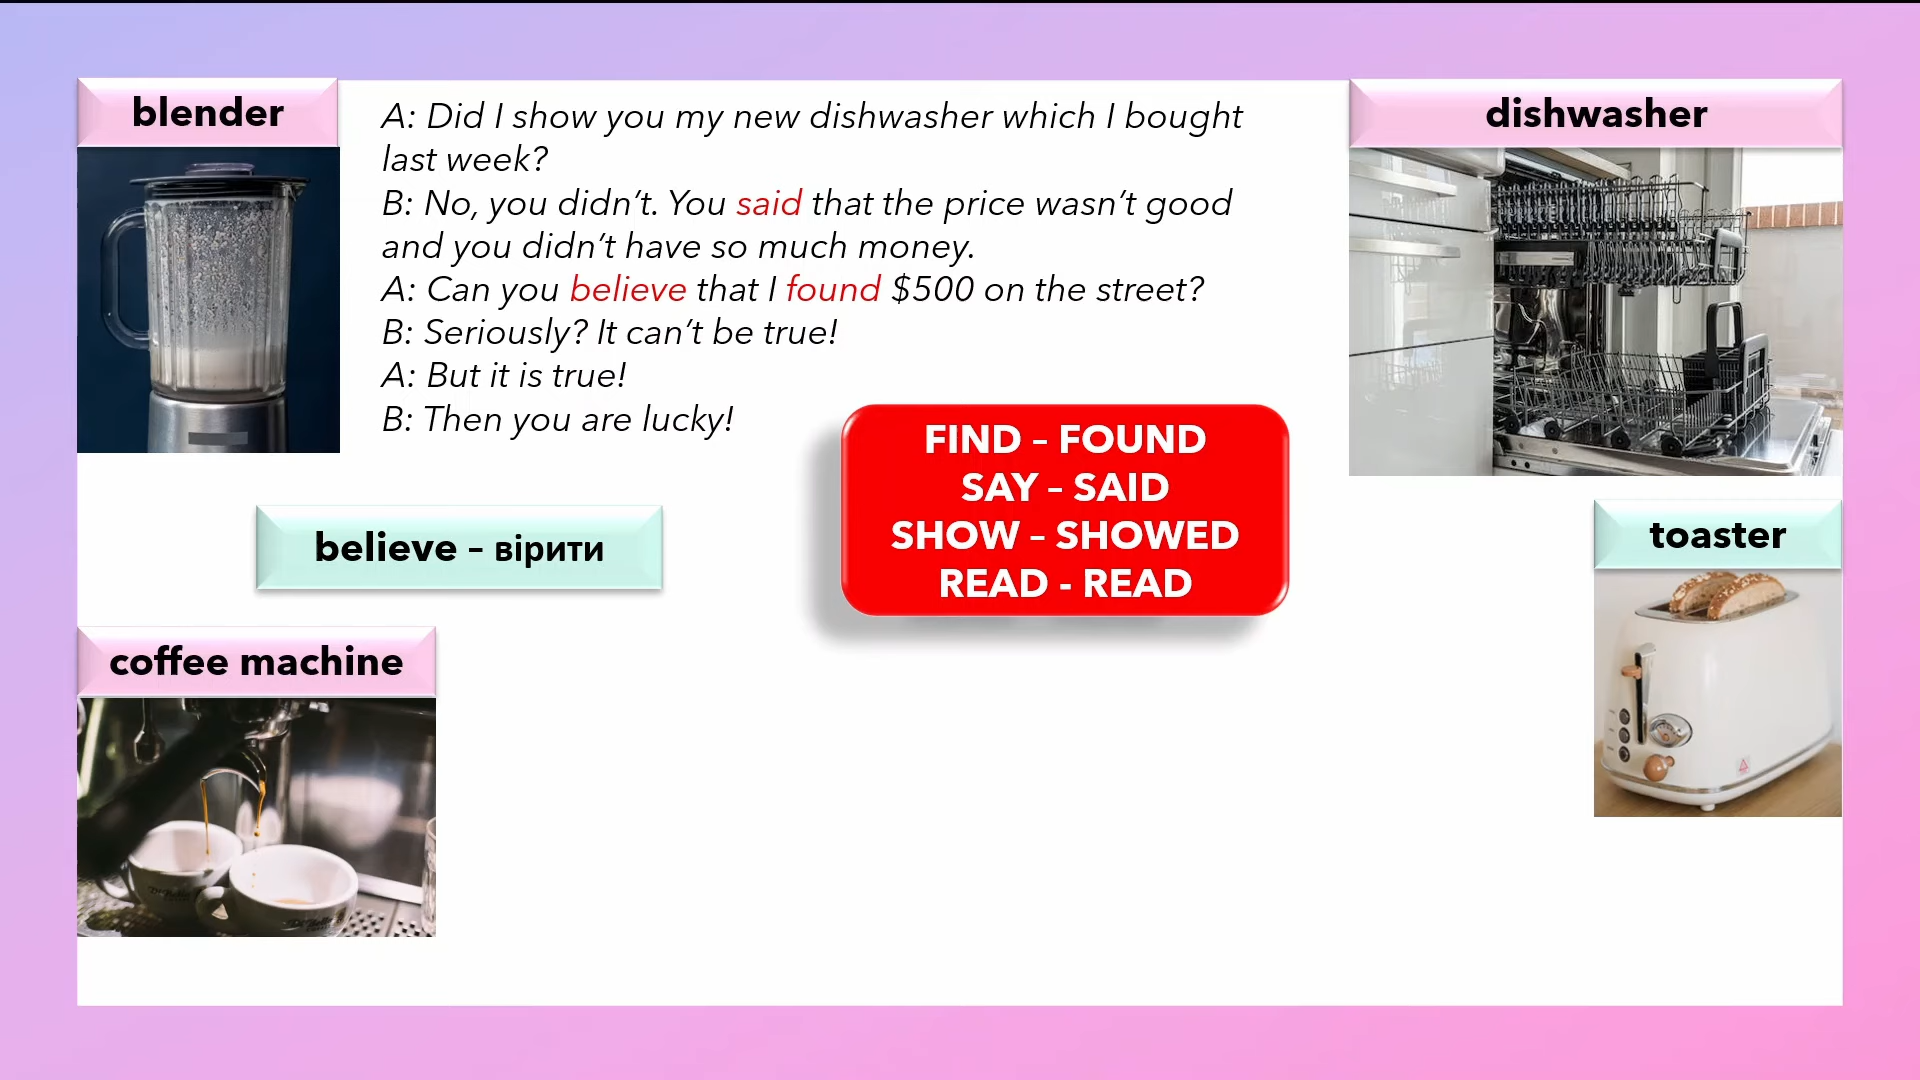 blender
A: Did I show you my new dishwasher which I bought
last week?
B: No, you didn't. You said that the price wasn't good
and you didn't have so much money.
A: Can you believe that I found $500 on the street?
B: Seriously? It can't be true!
A: But it is true!
B: Then you are lucky!
dishwasher
FIND – FOUND
SAY – SAID
SHOW – SHOWED
READ - READ
believe – вірити
toaster
coffee machine